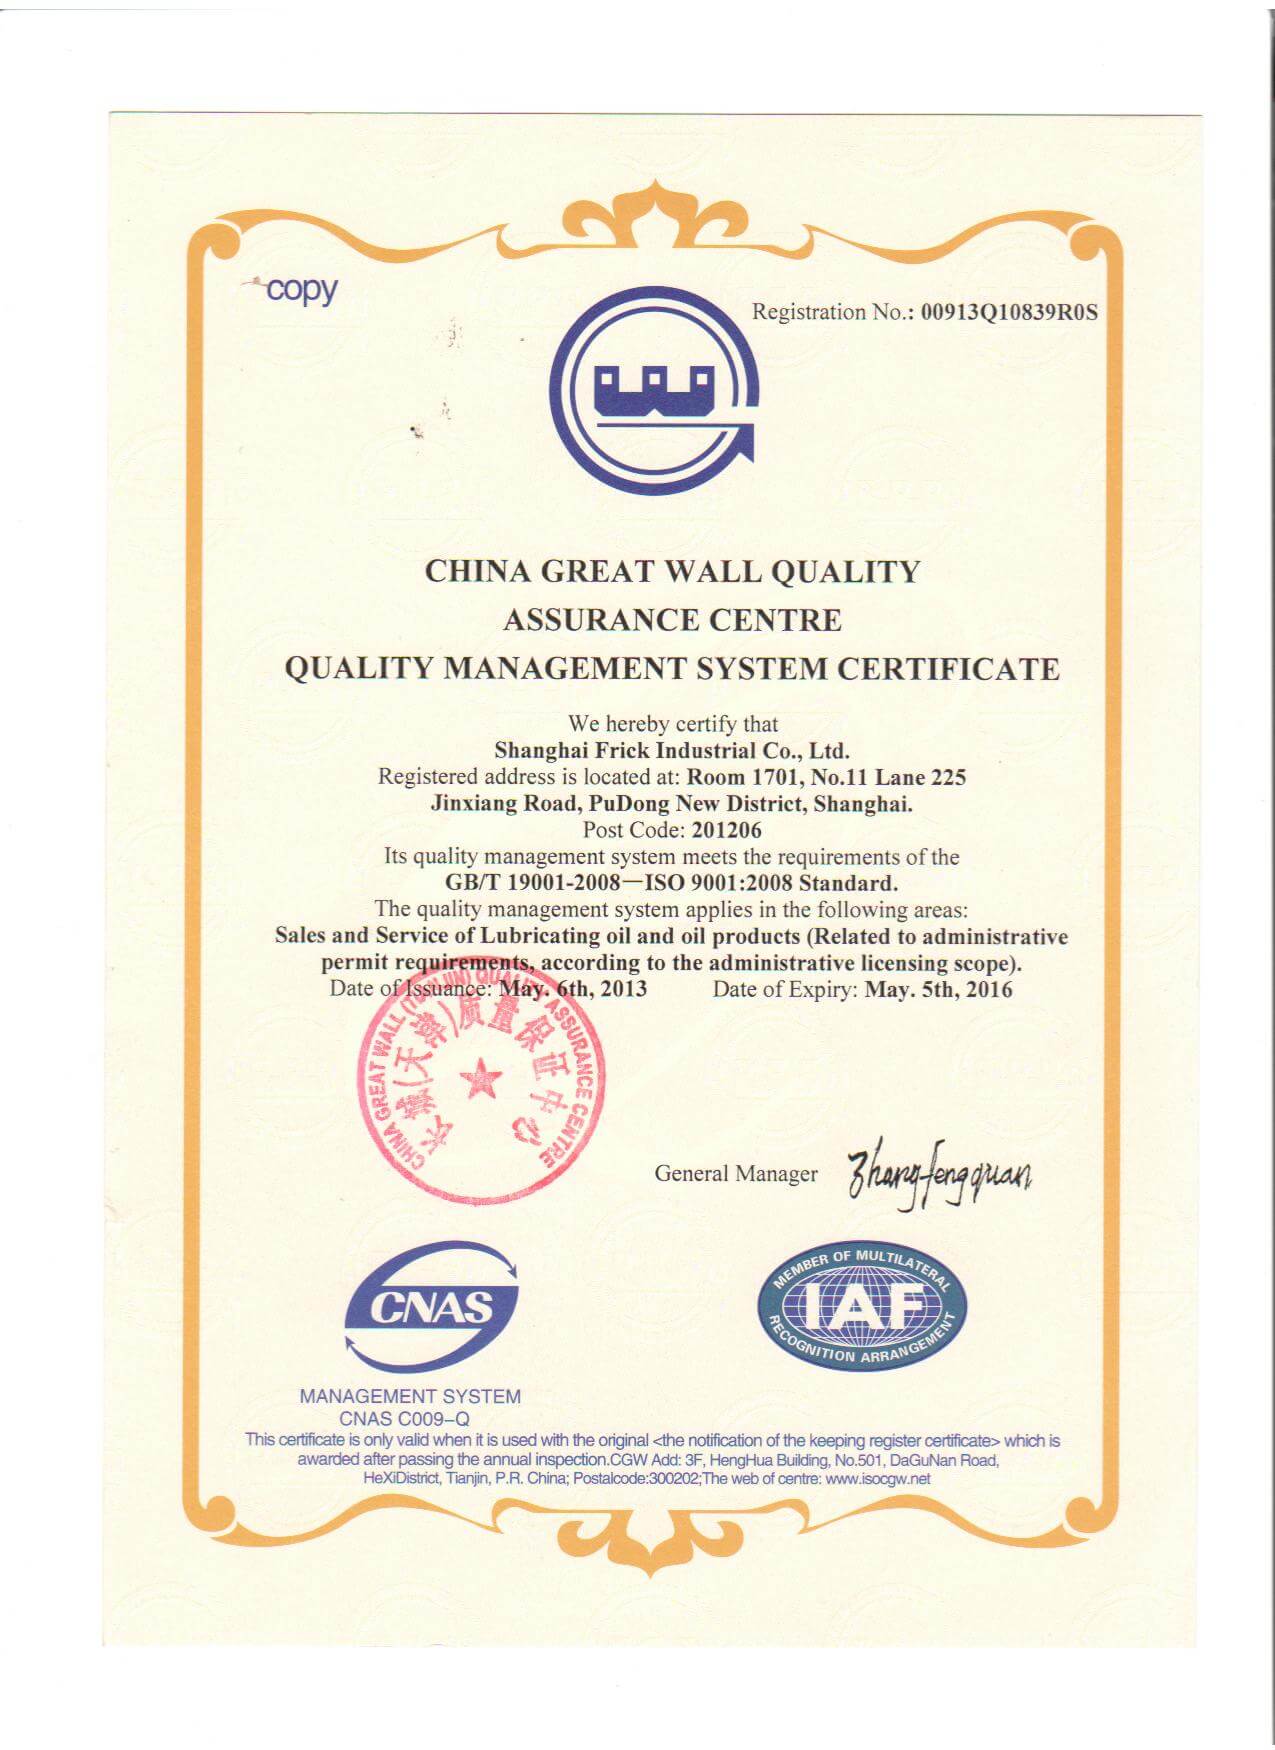 copy
Registration No.: 00913Q10839R0S
CHINA GREAT WALL QUALITY
ASSURANCE CENTRE
QUALITY MANAGEMENT SYSTEM CERTIFICATE
We hereby certify that
Shanghai Frick Industrial Co., Ltd.
Registered address is located at: Room 1701, No.11 Lane 225
Jinxiang Road, PuDong New District, Shanghai.
Post Code: 201206
Its quality management system meets the requirements of the
GB/T 19001-2008—ISO 9001:2008 Standard.
The quality management system applies in the following areas:
Sales and Service of Lubricating oil and oil products (Related to administrative
permit requirements, according to the administrative licensing scope).
Date of Issuance: May. 6th, 2013 Date of Expiry: May. 5th, 2016
CHINA GREAT WALL (TIANJIN) QUALITY ASSURANCE CENTRE
长城(天津)质量保证中心
General Manager Zhangfengquan
CNAS
MEMBER OF MULTILATERAL
IAF
RECOGNITION ARRANGEMENT
MANAGEMENT SYSTEM
CNAS C009–Q
This certificate is only valid when it is used with the original <the notification of the keeping register certificate> which is
awarded after passing the annual inspection.CGW Add: 3F, HengHua Building, No.501, DaGuNan Road,
HeXiDistrict, Tianjin, P.R. China; Postalcode:300202;The web of centre: www.isocgw.net